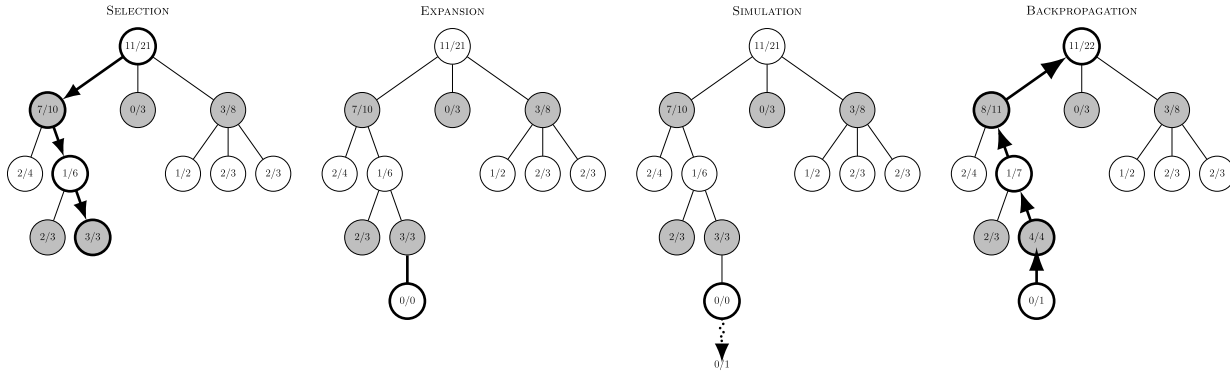 SELECTION EXPANSION SIMULATION BACKPROPAGATION
11/21 11/21 11/21 11/22
7/10 0/3 3/8 7/10 0/3 3/8 7/10 0/3 3/8 8/11 0/3 3/8
2/4 1/6 1/2 2/3 2/3 2/4 1/6 1/2 2/3 2/3 2/4 1/6 1/2 2/3 2/3 2/4 1/7 1/2 2/3 2/3
2/3 3/3 2/3 3/3 2/3 3/3 2/3 4/4
0/0 0/0 0/1
0/1